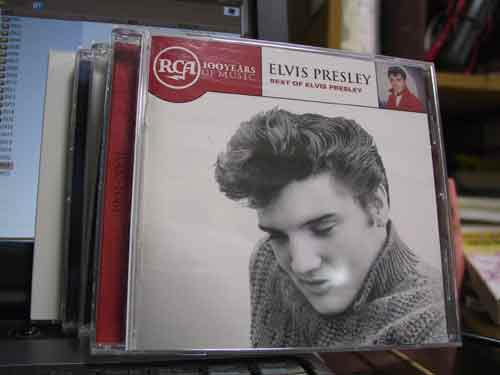 RCA
100 YEARS
OF MUSIC
ELVIS PRESLEY
BEST OF ELVIS PRESLEY